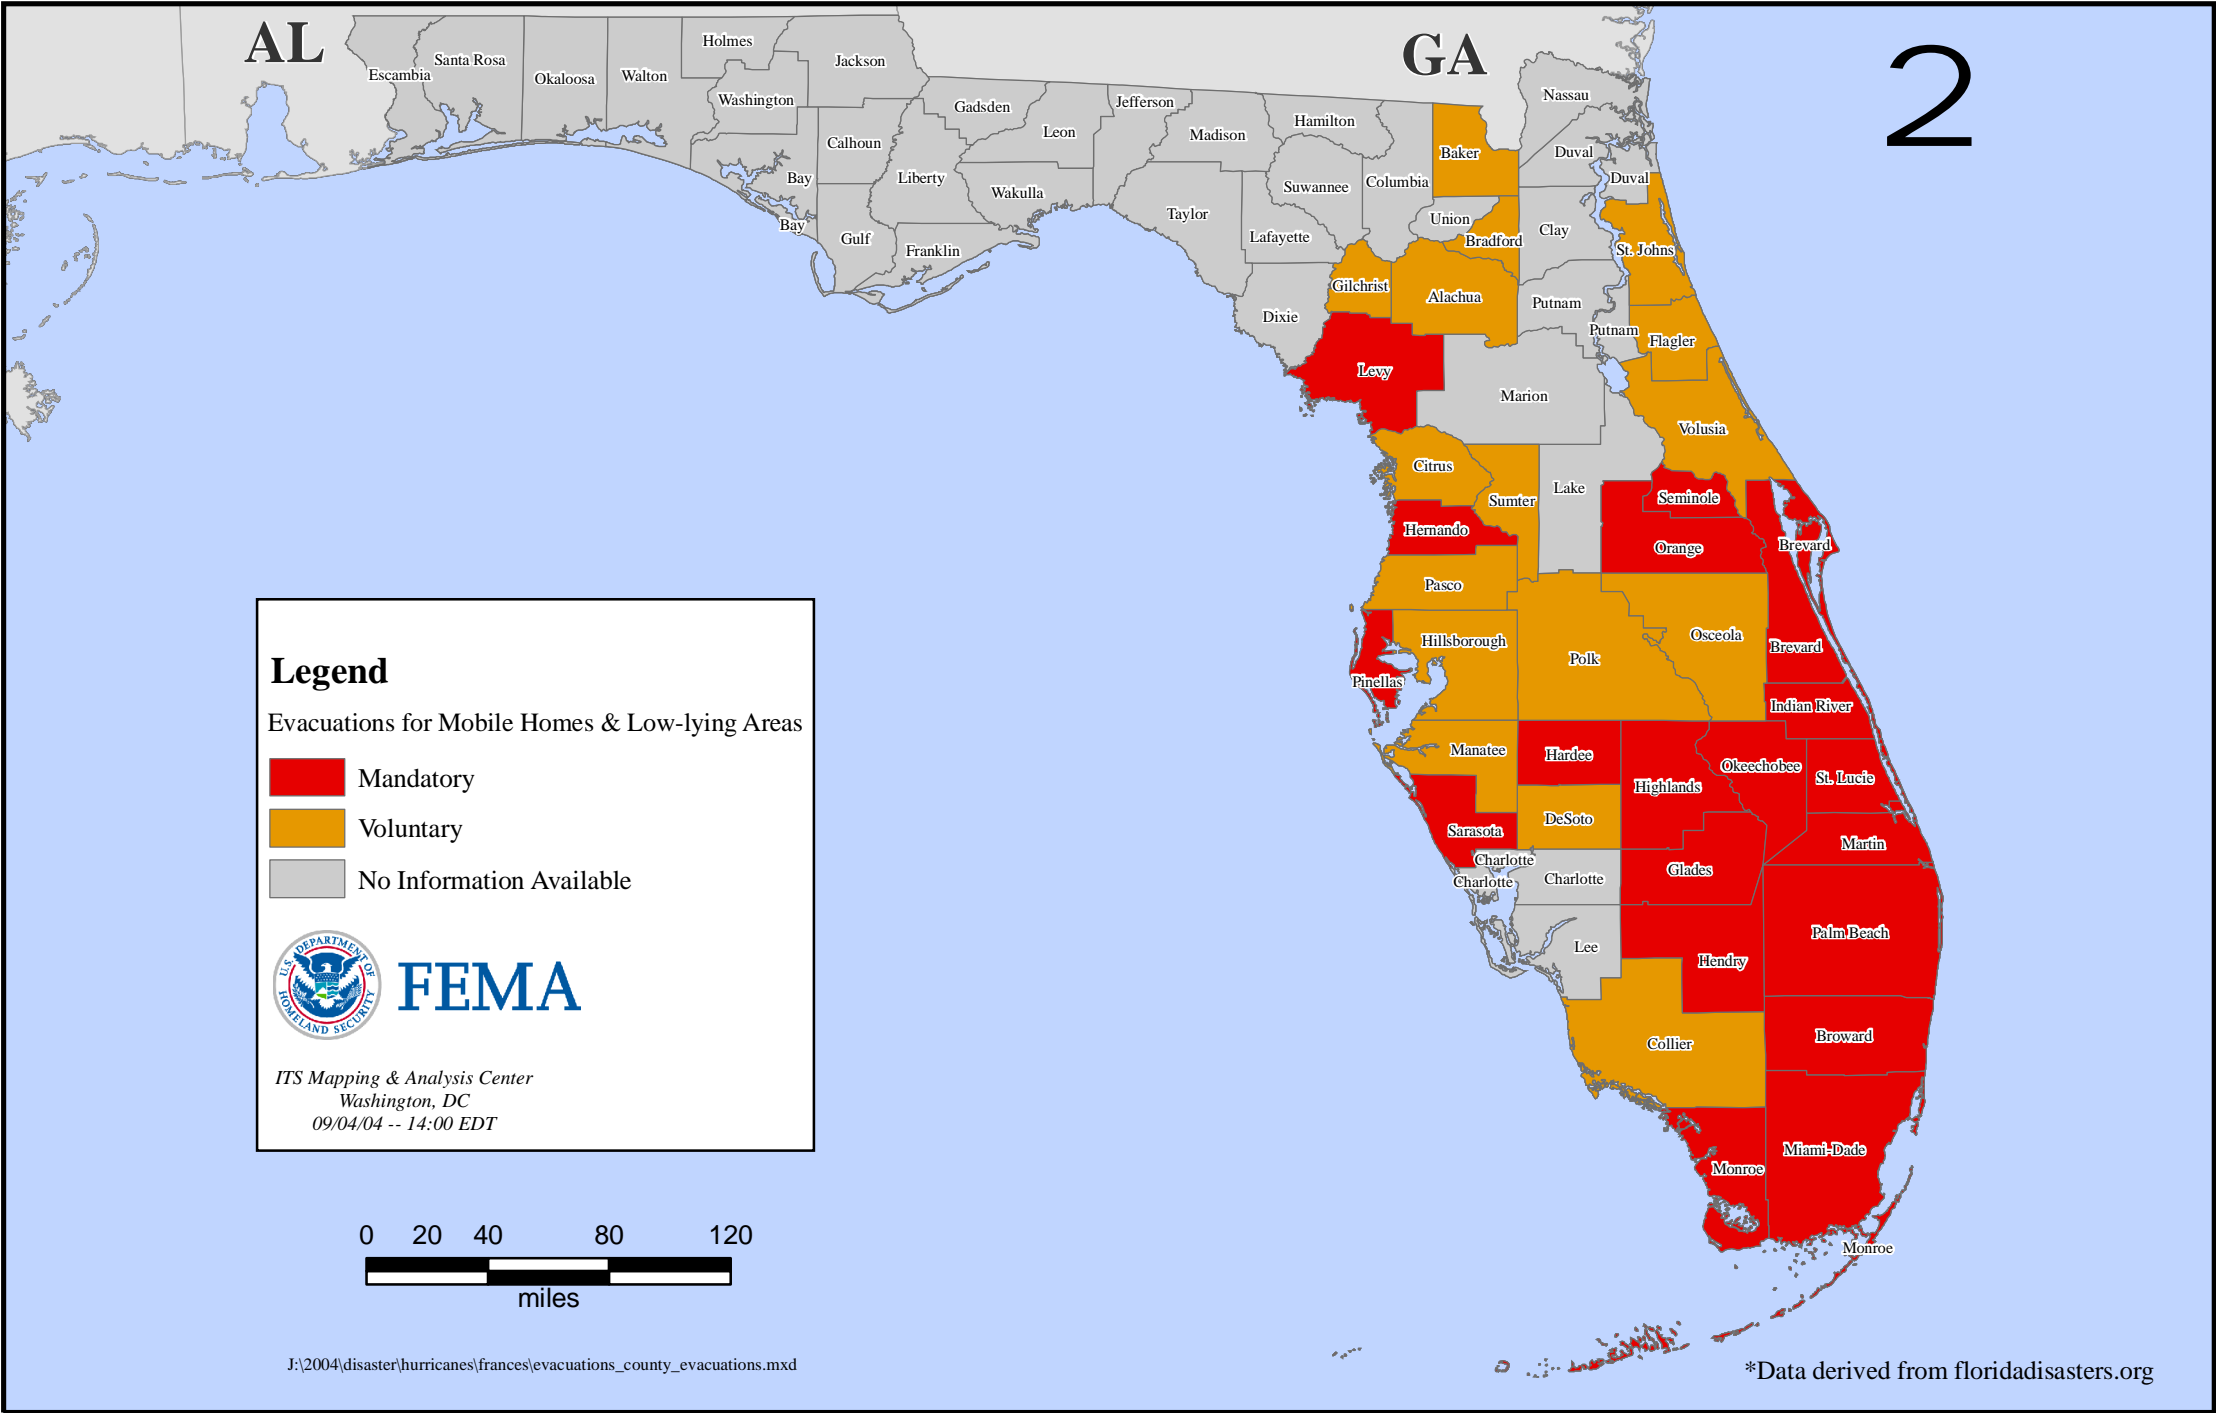 AL
GA
2
Holmes
Jackson
Santa Rosa
Escambia
Okaloosa
Walton
Washington
Gadsden
Jefferson
Nassau
Leon
Madison
Hamilton
Calhoun
Baker
Duval
Bay
Liberty
Wakulla
Suwannee
Columbia
Duval
Taylor
Union
Bay
Gulf
Franklin
Lafayette
Bradford
Clay
St. Johns
Gilchrist
Alachua
Putnam
Dixie
Putnam
Flagler
Levy
Marion
Volusia
Citrus
Sumter
Lake
Seminole
Hernando
Orange
Brevard
Pasco
Osceola
Hillsborough
Polk
Brevard
Pinellas
Indian River
Manatee
Hardee
Okeechobee
St. Lucie
Highlands
Sarasota
DeSoto
Martin
Charlotte
Charlotte
Charlotte
Glades
Palm Beach
Lee
Hendry
Broward
Collier
Miami-Dade
Monroe
Monroe
Legend
Evacuations for Mobile Homes & Low-lying Areas
Mandatory
Voluntary
No Information Available
U.S. DEPARTMENT OF
HOMELAND SECURITY
FEMA
ITS Mapping & Analysis Center
Washington, DC
09/04/04 -- 14:00 EDT
0 20 40 80 120
miles
J:\2004\disaster\hurricanes\frances\evacuations_county_evacuations.mxd
*Data derived from floridadisasters.org